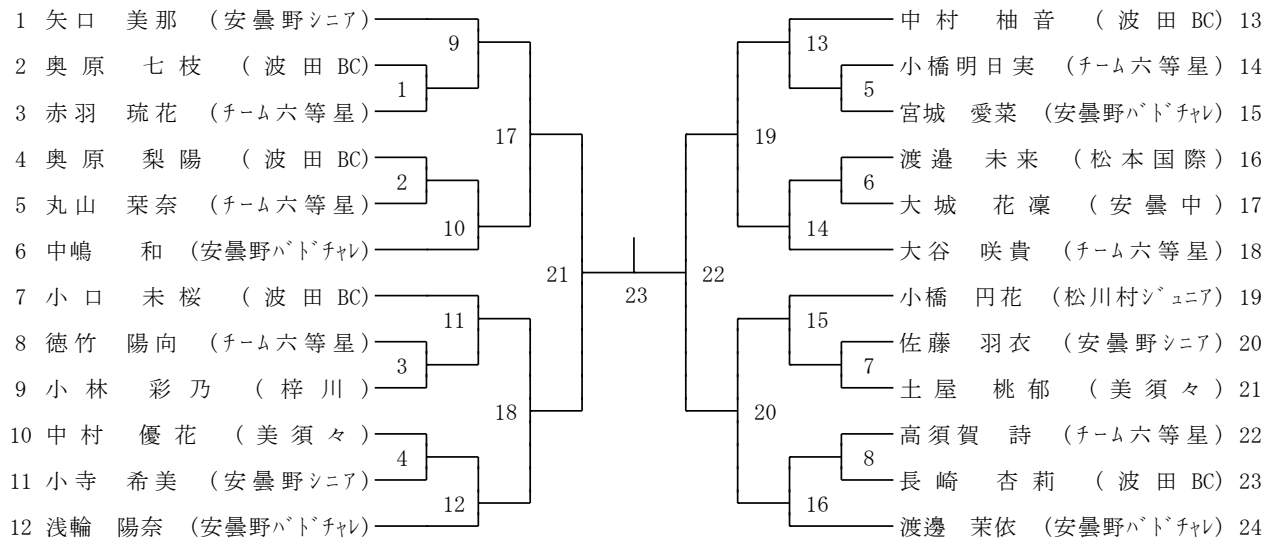 1 矢口 美那 (安曇野シニア)
2 奥原 七枝 (波田BC)
3 赤羽 琉花 (チーム六等星)
4 奥原 梨陽 (波田BC)
5 丸山 栞奈 (チーム六等星)
6 中嶋 和 (安曇野バドチャレ)
7 小口 未桜 (波田BC)
8 徳竹 陽向 (チーム六等星)
9 小林 彩乃 (梓川)
10 中村 優花 (美須々)
11 小寺 希美 (安曇野シニア)
12 浅輪 陽奈 (安曇野バドチャレ)
9
1
17
2
10
21
11
3
18
4
12
23
13
5
19
6
14
22
15
7
20
8
16
中村 柚音 (波田BC) 13
小橋明日実 (チーム六等星) 14
宮城 愛菜 (安曇野バドチャレ) 15
渡邉 未来 (松本国際) 16
大城 花凜 (安曇中) 17
大谷 咲貴 (チーム六等星) 18
小橋 円花 (松川村ジュニア) 19
佐藤 羽衣 (安曇野シニア) 20
土屋 桃郁 (美須々) 21
高須賀 詩 (チーム六等星) 22
長崎 杏莉 (波田BC) 23
渡邊 茉依 (安曇野バドチャレ) 24